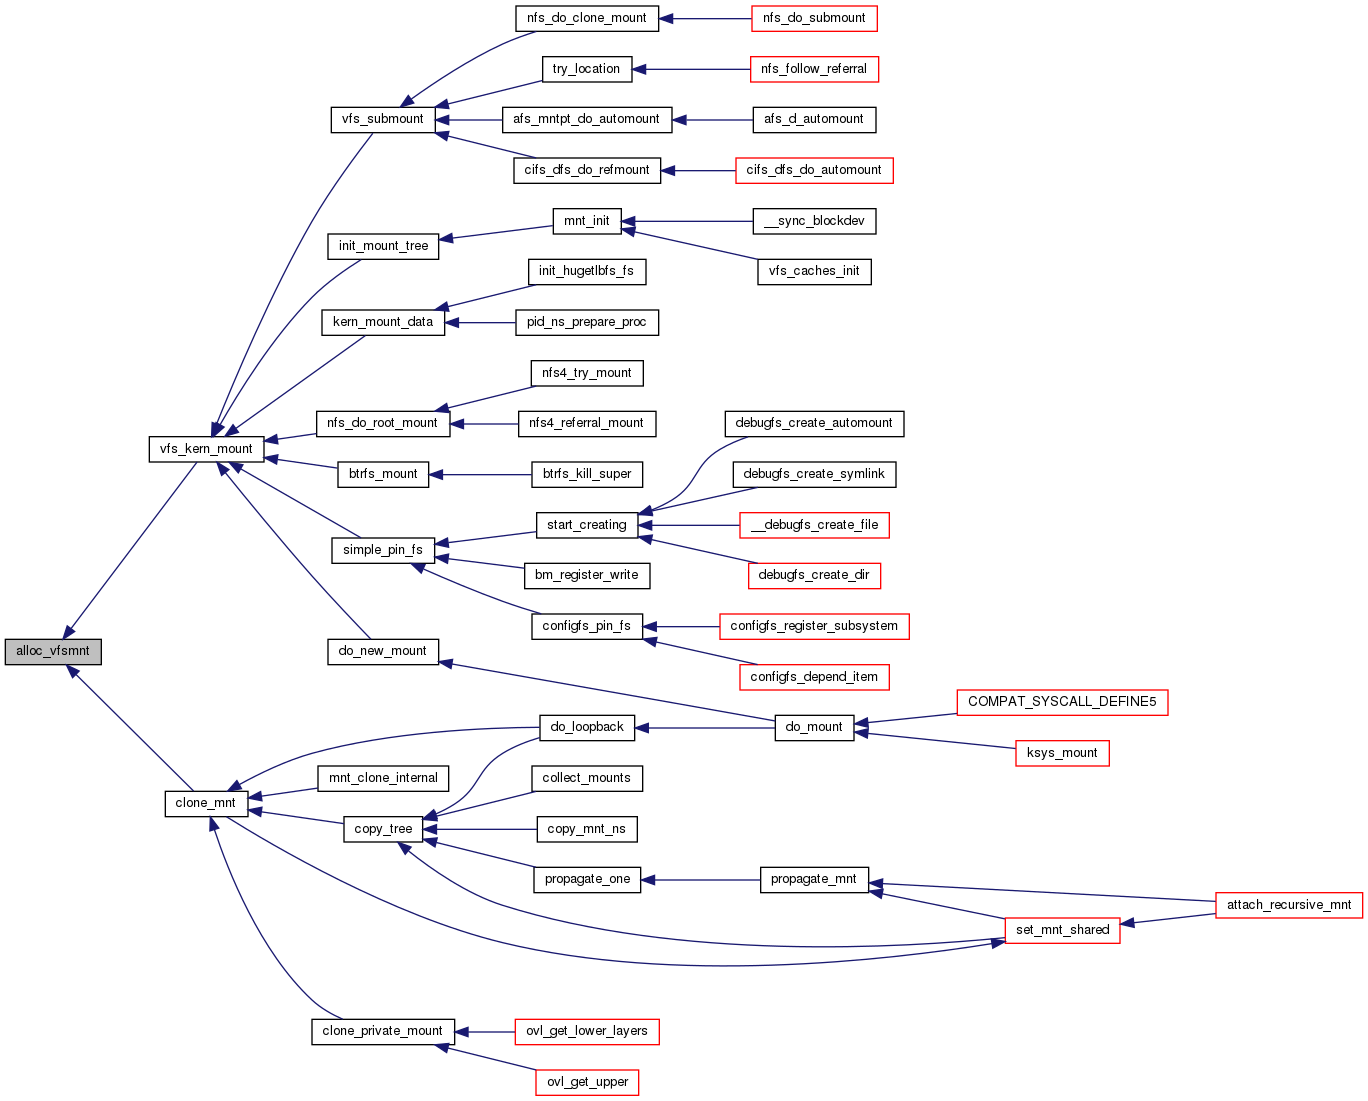 nfs_do_clone_mount
nfs_do_submount
try_location
nfs_follow_referral
vfs_submount
afs_mntpt_do_automount
afs_d_automount
cifs_dfs_do_refmount
cifs_dfs_do_automount
mnt_init
__sync_blockdev
init_mount_tree
vfs_caches_init
init_hugetlbfs_fs
kern_mount_data
pid_ns_prepare_proc
nfs4_try_mount
nfs_do_root_mount
nfs4_referral_mount
debugfs_create_automount
vfs_kern_mount
btrfs_mount
btrfs_kill_super
debugfs_create_symlink
start_creating
__debugfs_create_file
simple_pin_fs
bm_register_write
debugfs_create_dir
configfs_pin_fs
configfs_register_subsystem
alloc_vfsmnt
do_new_mount
configfs_depend_item
COMPAT_SYSCALL_DEFINE5
do_loopback
do_mount
ksys_mount
mnt_clone_internal
collect_mounts
clone_mnt
copy_tree
copy_mnt_ns
propagate_one
propagate_mnt
attach_recursive_mnt
set_mnt_shared
clone_private_mount
ovl_get_lower_layers
ovl_get_upper